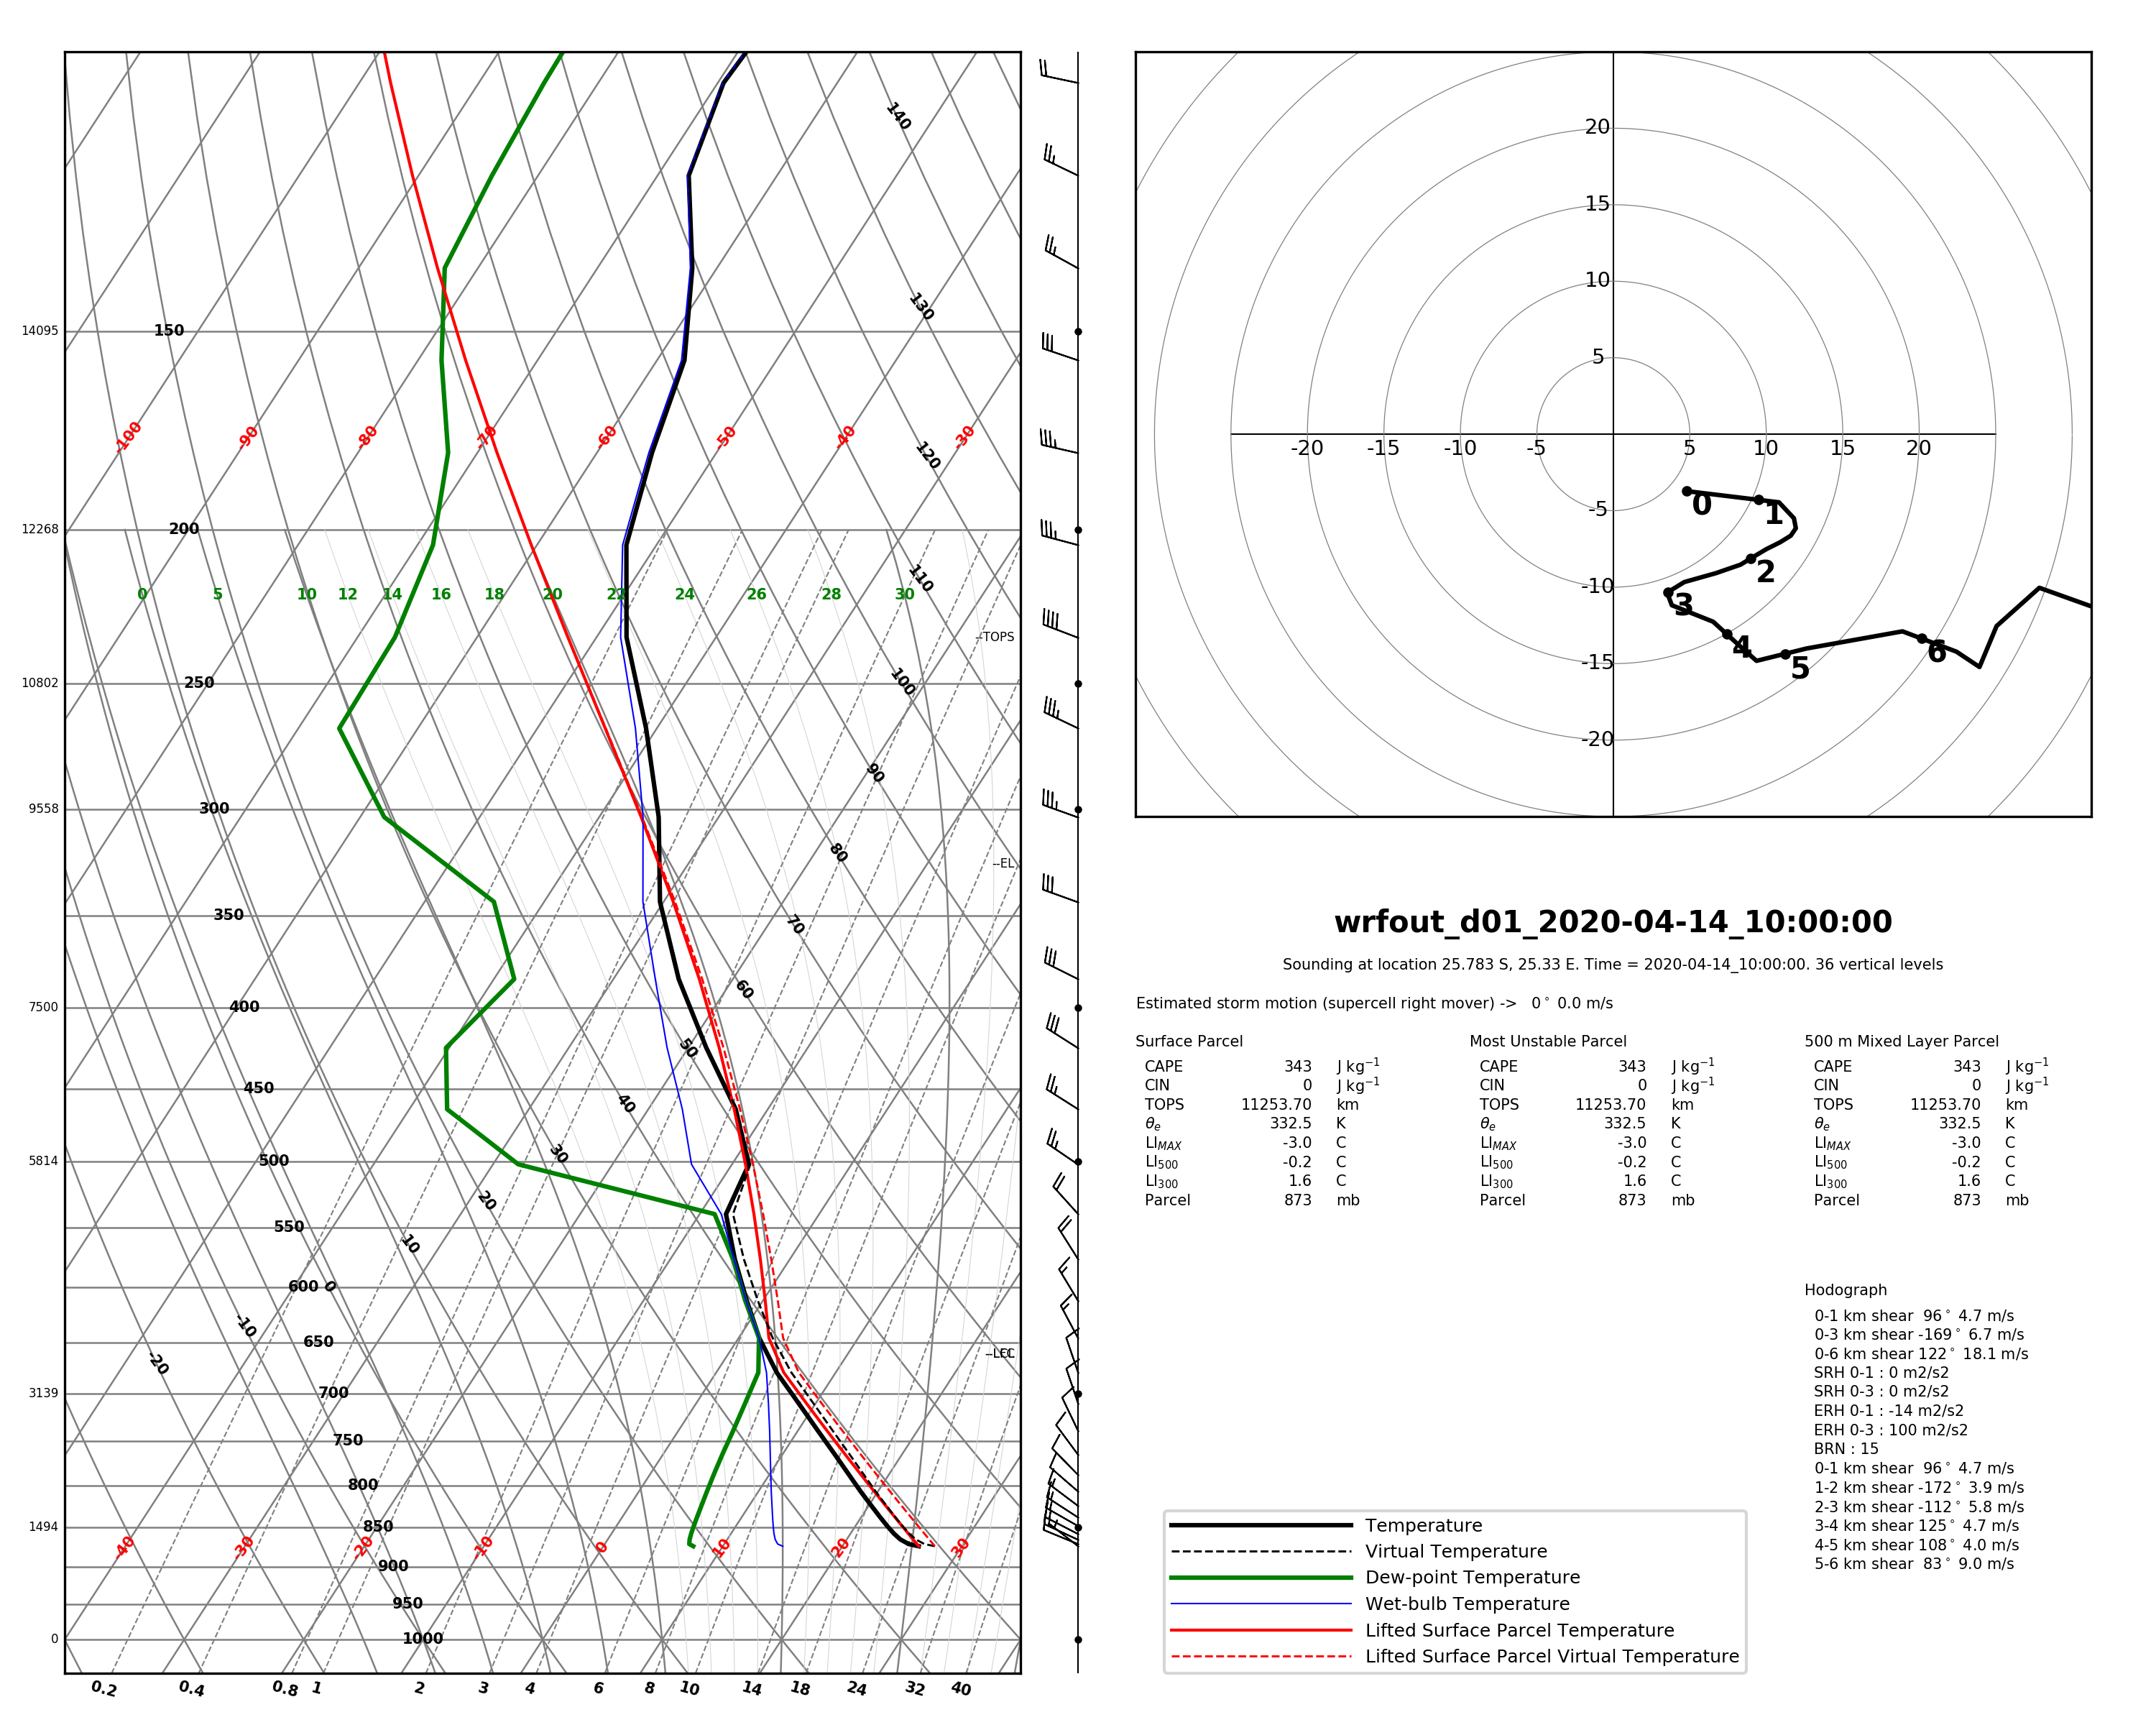 140
130
120
110
100
90
80
70
60
50
40
30
20
10
0
-10
-20
14095 150
-100 -90 -80 -70 -60 -50 -40 -30
12268 200
0 5 10 12 14 16 18 20 22 24 26 28 30
--TOPS
10802 250
9558 300
--EL
350
7500 400
450
5814 500
550
600
650
3139 700
750
800
1494 850
-40 -30 -20 -10 0 10 20 30
900
950
0 1000
0.2 0.4 0.8 1 2 3 4 6 8 10 14 18 24 32 40
20
15
10
5
-20 -15 -10 -5 5 10 15 20
-5
-10
-15
-20
0
1
2
3
4
5
6
wrfout_d01_2020-04-14_10:00:00
Sounding at location 25.783 S, 25.33 E. Time = 2020-04-14_10:00:00. 36 vertical levels
Estimated storm motion (supercell right mover) -> 0° 0.0 m/s
Surface Parcel
CAPE 343 J kg⁻¹
CIN 0 J kg⁻¹
TOPS 11253.70 km
θₑ 332.5 K
LI_MAX -3.0 C
LI₅₀₀ -0.2 C
LI₃₀₀ 1.6 C
Parcel 873 mb
Most Unstable Parcel
CAPE 343 J kg⁻¹
CIN 0 J kg⁻¹
TOPS 11253.70 km
θₑ 332.5 K
LI_MAX -3.0 C
LI₅₀₀ -0.2 C
LI₃₀₀ 1.6 C
Parcel 873 mb
500 m Mixed Layer Parcel
CAPE 343 J kg⁻¹
CIN 0 J kg⁻¹
TOPS 11253.70 km
θₑ 332.5 K
LI_MAX -3.0 C
LI₅₀₀ -0.2 C
LI₃₀₀ 1.6 C
Parcel 873 mb
Hodograph
0-1 km shear 96° 4.7 m/s
0-3 km shear -169° 6.7 m/s
0-6 km shear 122° 18.1 m/s
SRH 0-1 : 0 m2/s2
SRH 0-3 : 0 m2/s2
ERH 0-1 : -14 m2/s2
ERH 0-3 : 100 m2/s2
BRN : 15
0-1 km shear 96° 4.7 m/s
1-2 km shear -172° 3.9 m/s
2-3 km shear -112° 5.8 m/s
3-4 km shear 125° 4.7 m/s
4-5 km shear 108° 4.0 m/s
5-6 km shear 83° 9.0 m/s
Temperature
Virtual Temperature
Dew-point Temperature
Wet-bulb Temperature
Lifted Surface Parcel Temperature
Lifted Surface Parcel Virtual Temperature